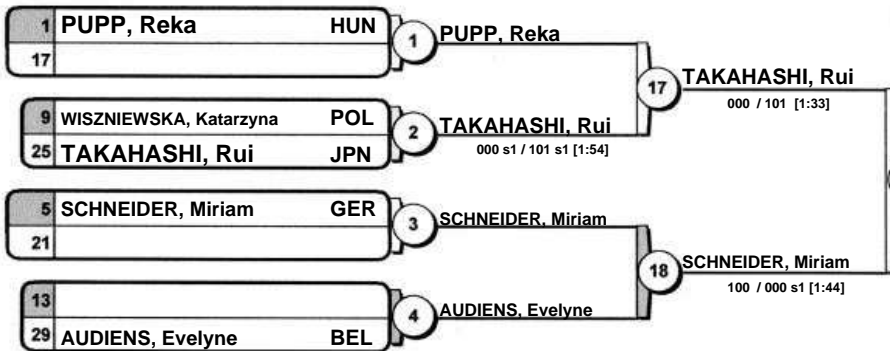 1 PUPP, Reka HUN
17
1 PUPP, Reka
9 WISZNIEWSKA, Katarzyna POL
25 TAKAHASHI, Rui JPN
2 TAKAHASHI, Rui
000 s1 / 101 s1 [1:54]
17 TAKAHASHI, Rui
000 / 101 [1:33]
5 SCHNEIDER, Miriam GER
21
3 SCHNEIDER, Miriam
13
29 AUDIENS, Evelyne BEL
4 AUDIENS, Evelyne
18 SCHNEIDER, Miriam
100 / 000 s1 [1:44]